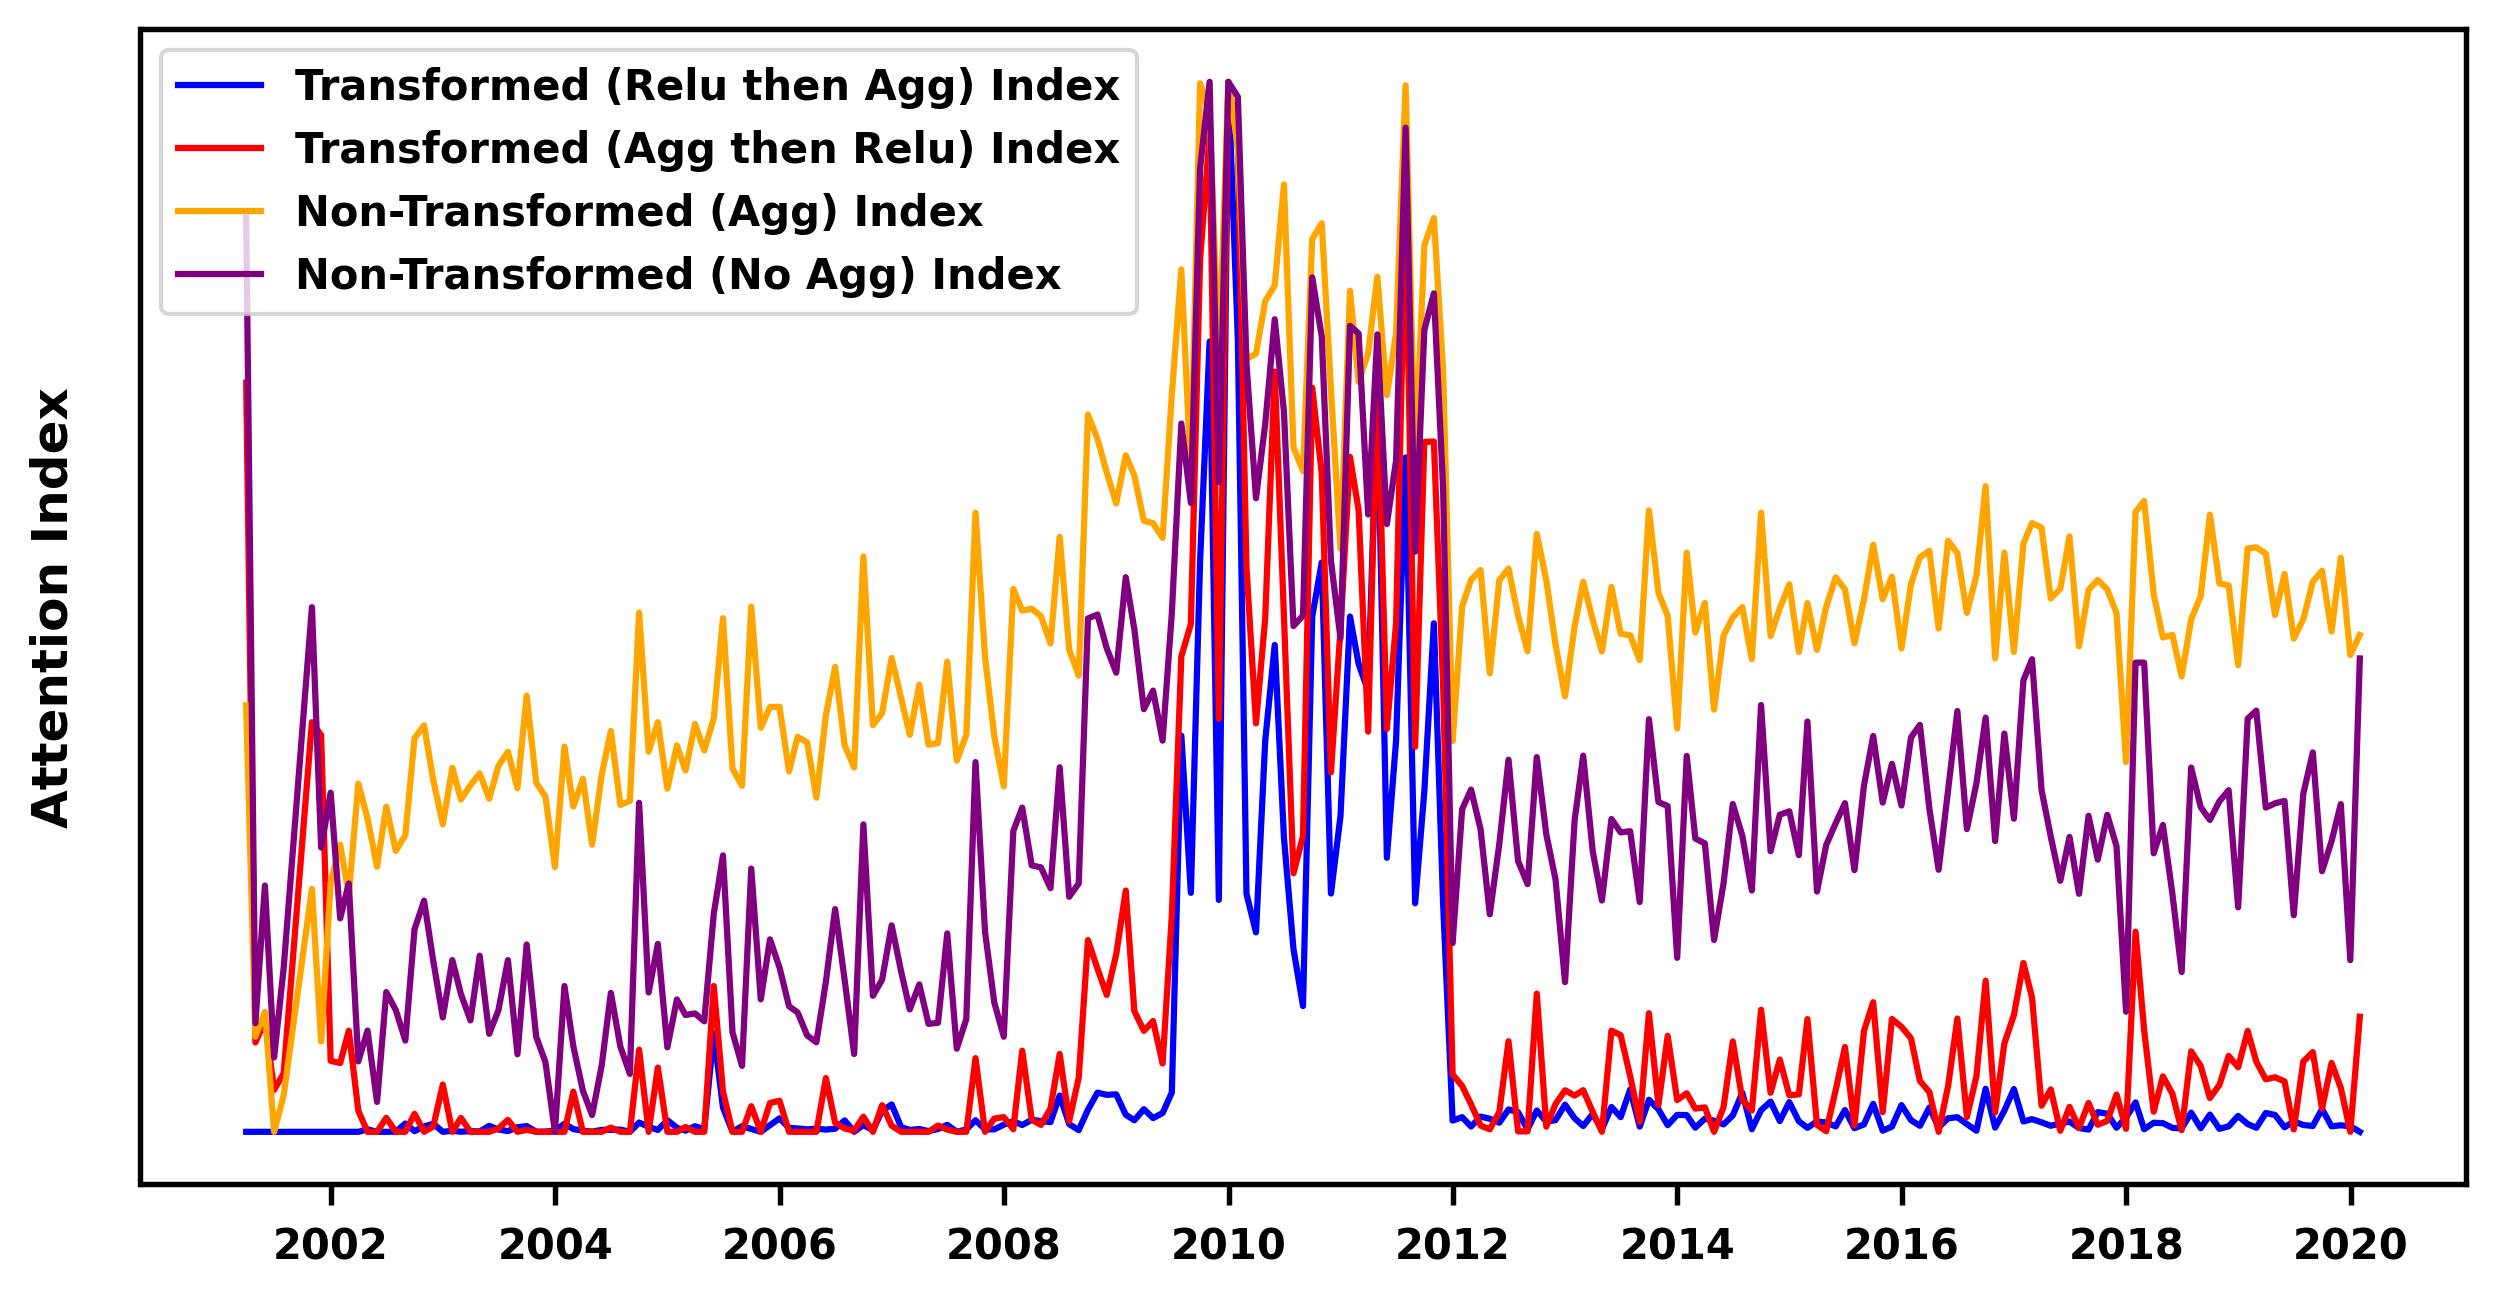 Transformed (Relu then Agg) Index
Transformed (Agg then Relu) Index
Non-Transformed (Agg) Index
Non-Transformed (No Agg) Index
Attention Index
2002 2004 2006 2008 2010 2012 2014 2016 2018 2020